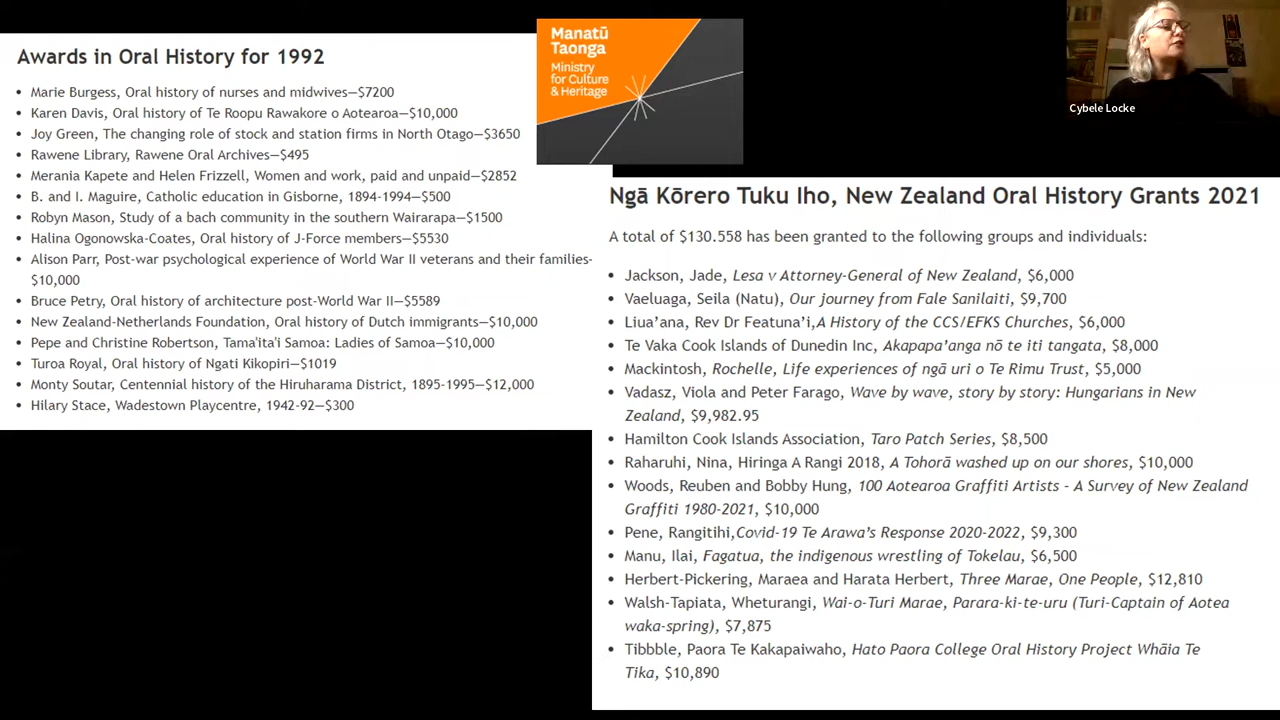 Awards in Oral History for 1992
• Marie Burgess, Oral history of nurses and midwives—$7200
• Karen Davis, Oral history of Te Roopu Rawakore o Aotearoa—$10,000
• Joy Green, The changing role of stock and station firms in North Otago—$3650
• Rawene Library, Rawene Oral Archives—$495
• Merania Kapete and Helen Frizzell, Women and work, paid and unpaid—$2852
• B. and I. Maguire, Catholic education in Gisborne, 1894-1994—$500
• Robyn Mason, Study of a bach community in the southern Wairarapa—$1500
• Halina Ogonowska-Coates, Oral history of J-Force members—$5530
• Alison Parr, Post-war psychological experience of World War II veterans and their families-
$10,000
• Bruce Petry, Oral history of architecture post-World War II—$5589
• New Zealand-Netherlands Foundation, Oral history of Dutch immigrants—$10,000
• Pepe and Christine Robertson, Tama'ita'i Samoa: Ladies of Samoa—$10,000
• Turoa Royal, Oral history of Ngati Kikopiri—$1019
• Monty Soutar, Centennial history of the Hiruharama District, 1895-1995—$12,000
• Hilary Stace, Wadestown Playcentre, 1942-92—$300
Manatū
Taonga
Ministry
for Culture
& Heritage
Cybele Locke
Ngā Kōrero Tuku Iho, New Zealand Oral History Grants 2021
A total of $130.558 has been granted to the following groups and individuals:
• Jackson, Jade, Lesa v Attorney-General of New Zealand, $6,000
• Vaeluaga, Seila (Natu), Our journey from Fale Sanilaiti, $9,700
• Liua'ana, Rev Dr Featuna'i,A History of the CCS/EFKS Churches, $6,000
• Te Vaka Cook Islands of Dunedin Inc, Akapapa'anga nō te iti tangata, $8,000
• Mackintosh, Rochelle, Life experiences of ngā uri o Te Rimu Trust, $5,000
• Vadasz, Viola and Peter Farago, Wave by wave, story by story: Hungarians in New
Zealand, $9,982.95
• Hamilton Cook Islands Association, Taro Patch Series, $8,500
• Raharuhi, Nina, Hiringa A Rangi 2018, A Tohorā washed up on our shores, $10,000
• Woods, Reuben and Bobby Hung, 100 Aotearoa Graffiti Artists – A Survey of New Zealand
Graffiti 1980-2021, $10,000
• Pene, Rangitihi,Covid-19 Te Arawa's Response 2020-2022, $9,300
• Manu, Ilai, Fagatua, the indigenous wrestling of Tokelau, $6,500
• Herbert-Pickering, Maraea and Harata Herbert, Three Marae, One People, $12,810
• Walsh-Tapiata, Wheturangi, Wai-o-Turi Marae, Parara-ki-te-uru (Turi-Captain of Aotea
waka-spring), $7,875
• Tibbble, Paora Te Kakapaiwaho, Hato Paora College Oral History Project Whāia Te
Tika, $10,890